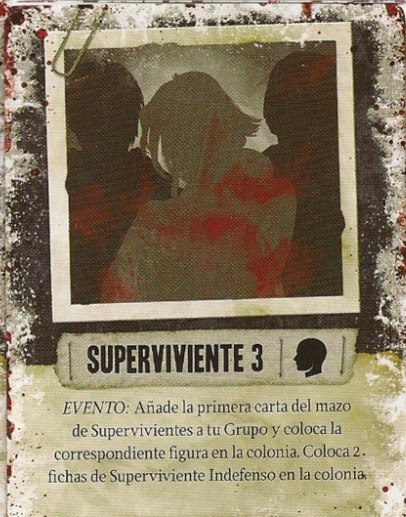 SUPERVIVIENTE 3
EVENTO: Añade la primera carta del mazo
de Supervivientes a tu Grupo y coloca la
correspondiente figura en la colonia. Coloca 2
fichas de Superviviente Indefenso en la colonia.